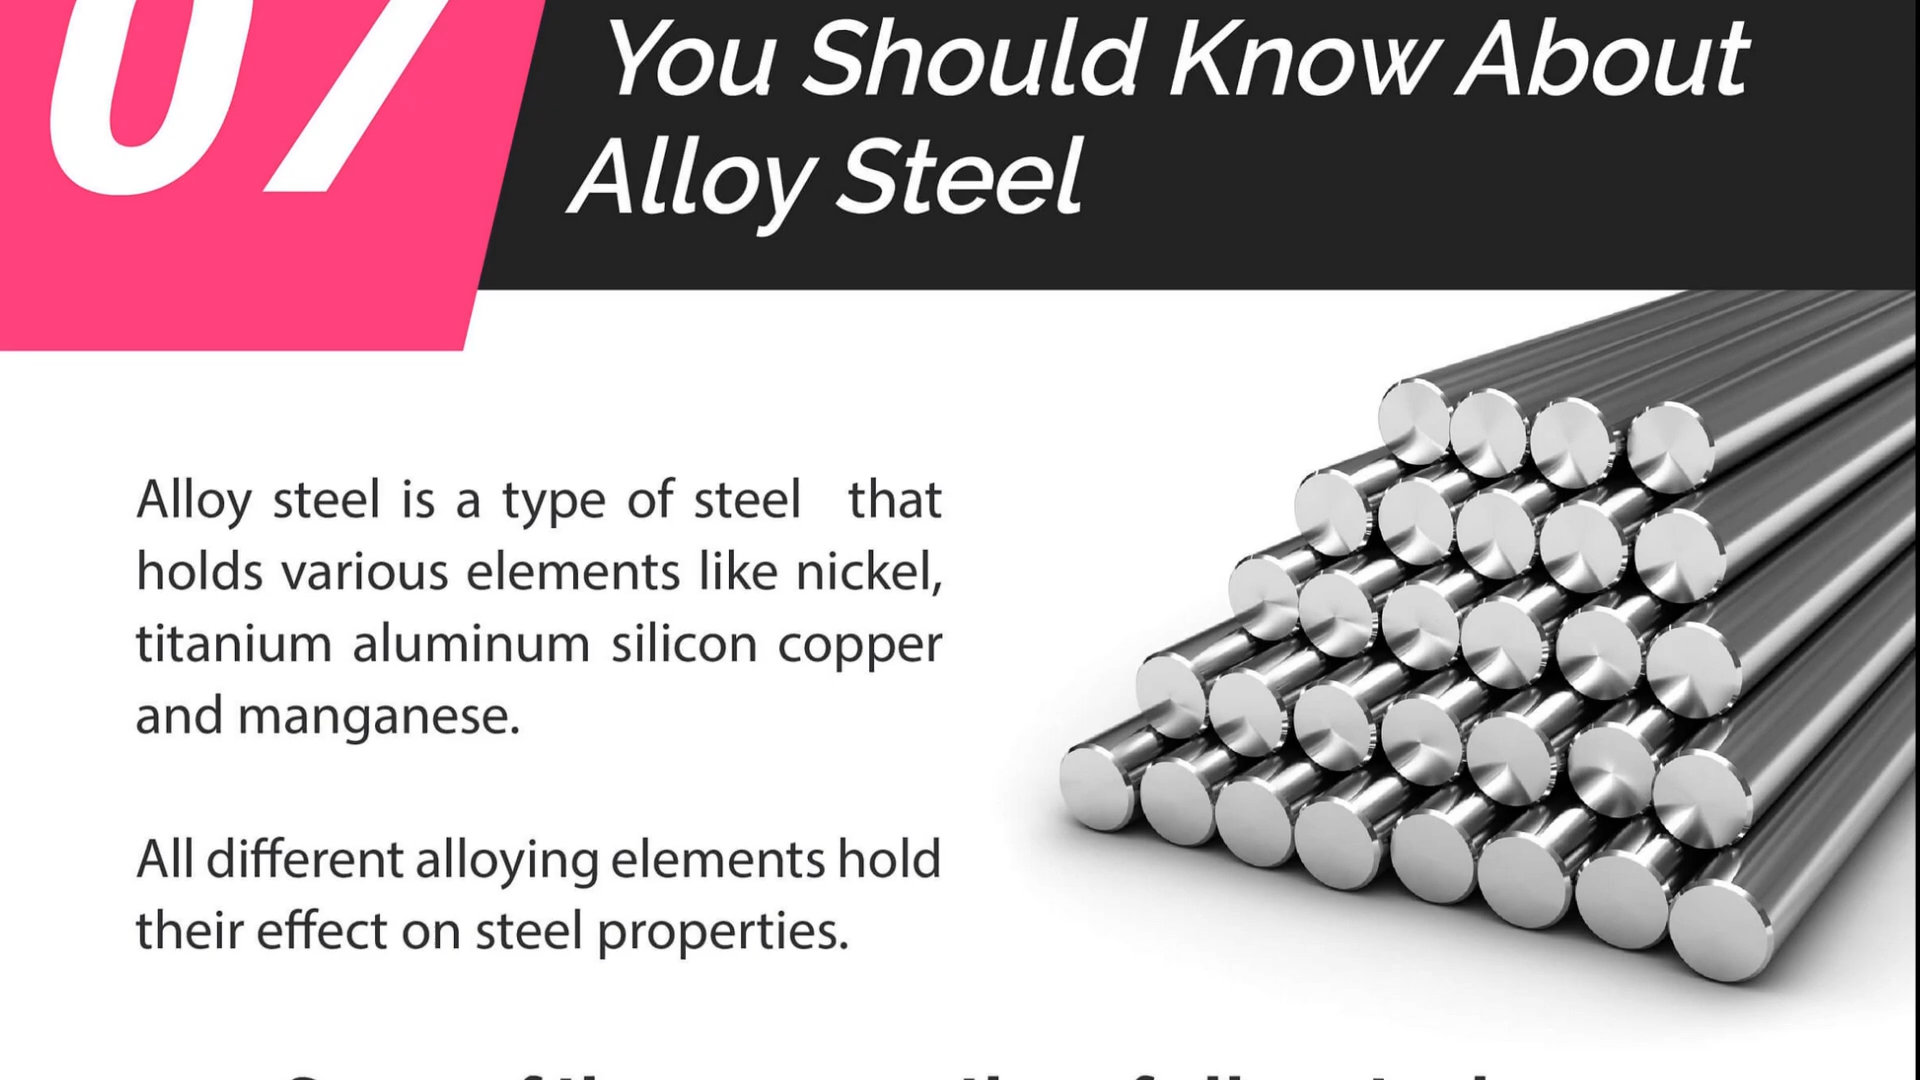 07
You Should Know About
Alloy Steel
Alloy steel is a type of steel that
holds various elements like nickel,
titanium aluminum silicon copper
and manganese.
All different alloying elements hold
their effect on steel properties.